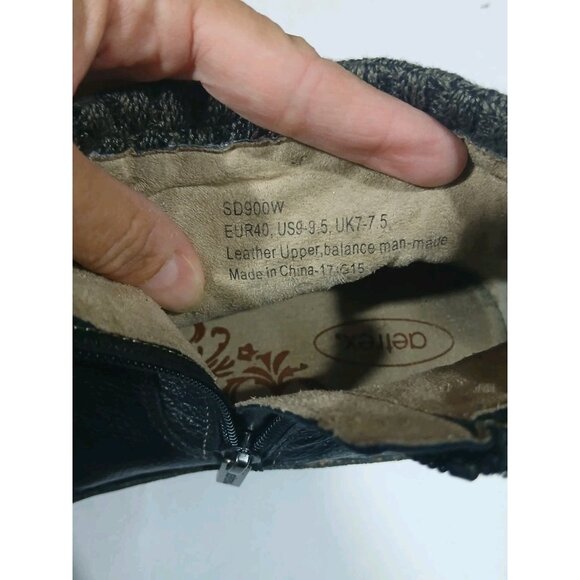 SD900W
EUR40, US9-9.5, UK7-7.5
Leather Upper,balance man-made
Made in China-17/G15
aetrex